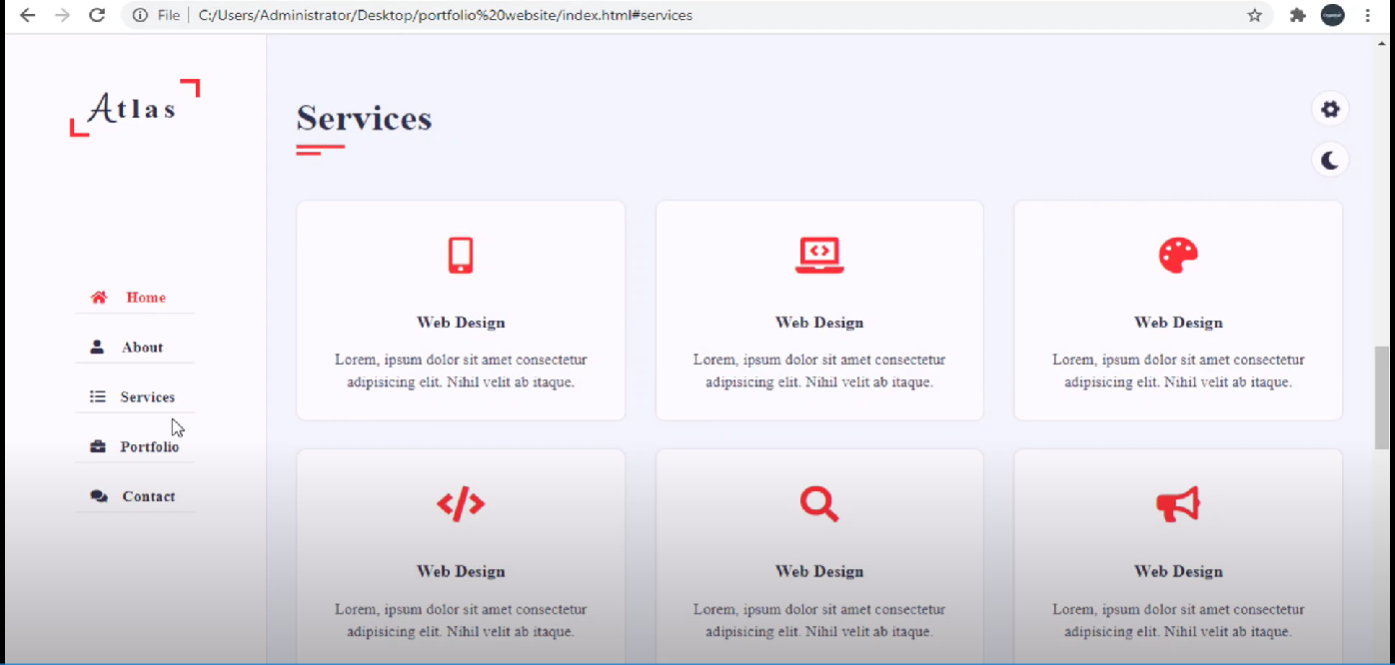 File | C:/Users/Administrator/Desktop/portfolio%20website/index.html#services
Atlas
Home
About
Services
Portfolio
Contact
Services
Web Design
Lorem, ipsum dolor sit amet consectetur
adipisicing elit. Nihil velit ab itaque.
Web Design
Lorem, ipsum dolor sit amet consectetur
adipisicing elit. Nihil velit ab itaque.
Web Design
Lorem, ipsum dolor sit amet consectetur
adipisicing elit. Nihil velit ab itaque.
Web Design
Lorem, ipsum dolor sit amet consectetur
adipisicing elit. Nihil velit ab itaque.
Web Design
Lorem, ipsum dolor sit amet consectetur
adipisicing elit. Nihil velit ab itaque.
Web Design
Lorem, ipsum dolor sit amet consectetur
adipisicing elit. Nihil velit ab itaque.